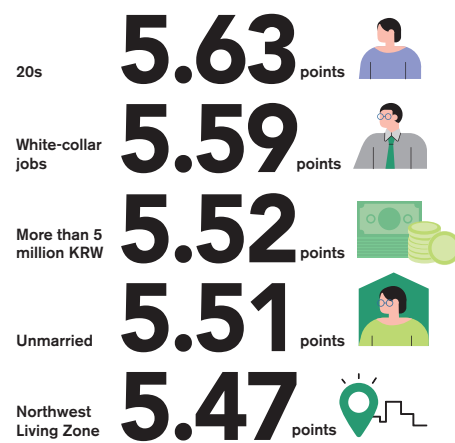 20s 5.63 points
White-collar
jobs 5.59 points
More than 5
million KRW 5.52 points
Unmarried 5.51 points
Northwest
Living Zone 5.47 points